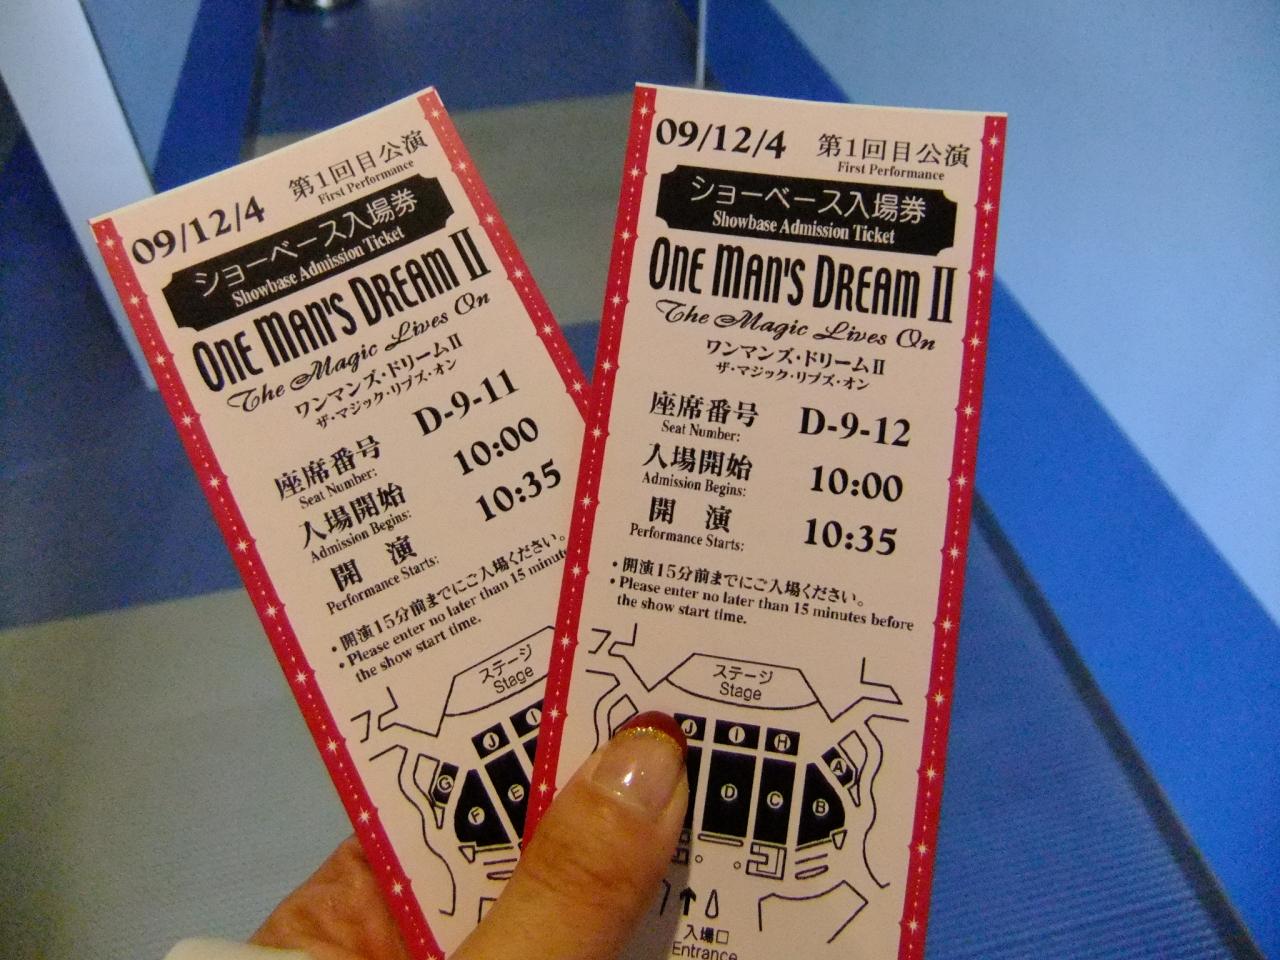 09/12/4 第1回目公演
First Performance
ショーベース入場券
Showbase Admission Ticket
ONE MAN'S DREAM II
The Magic Lives On
ワンマンズ・ドリームII
ザ・マジック・リブズ・オン
座席番号 D-9-11
Seat Number:
入場開始 10:00
Admission Begins:
開 演 10:35
Performance Starts:
・開演15分前までにご入場ください。
・Please enter no later than 15 minutes
the show start time.
ステージ
Stage
J I
G F E
09/12/4 第1回目公演
First Performance
ショーベース入場券
Showbase Admission Ticket
ONE MAN'S DREAM II
The Magic Lives On
ワンマンズ・ドリームII
ザ・マジック・リブズ・オン
座席番号 D-9-12
Seat Number:
入場開始 10:00
Admission Begins:
開 演 10:35
Performance Starts:
・開演15分前までにご入場ください。
・Please enter no later than 15 minutes before
the show start time.
ステージ
Stage
J I H
D C B A
入場口
Entrance